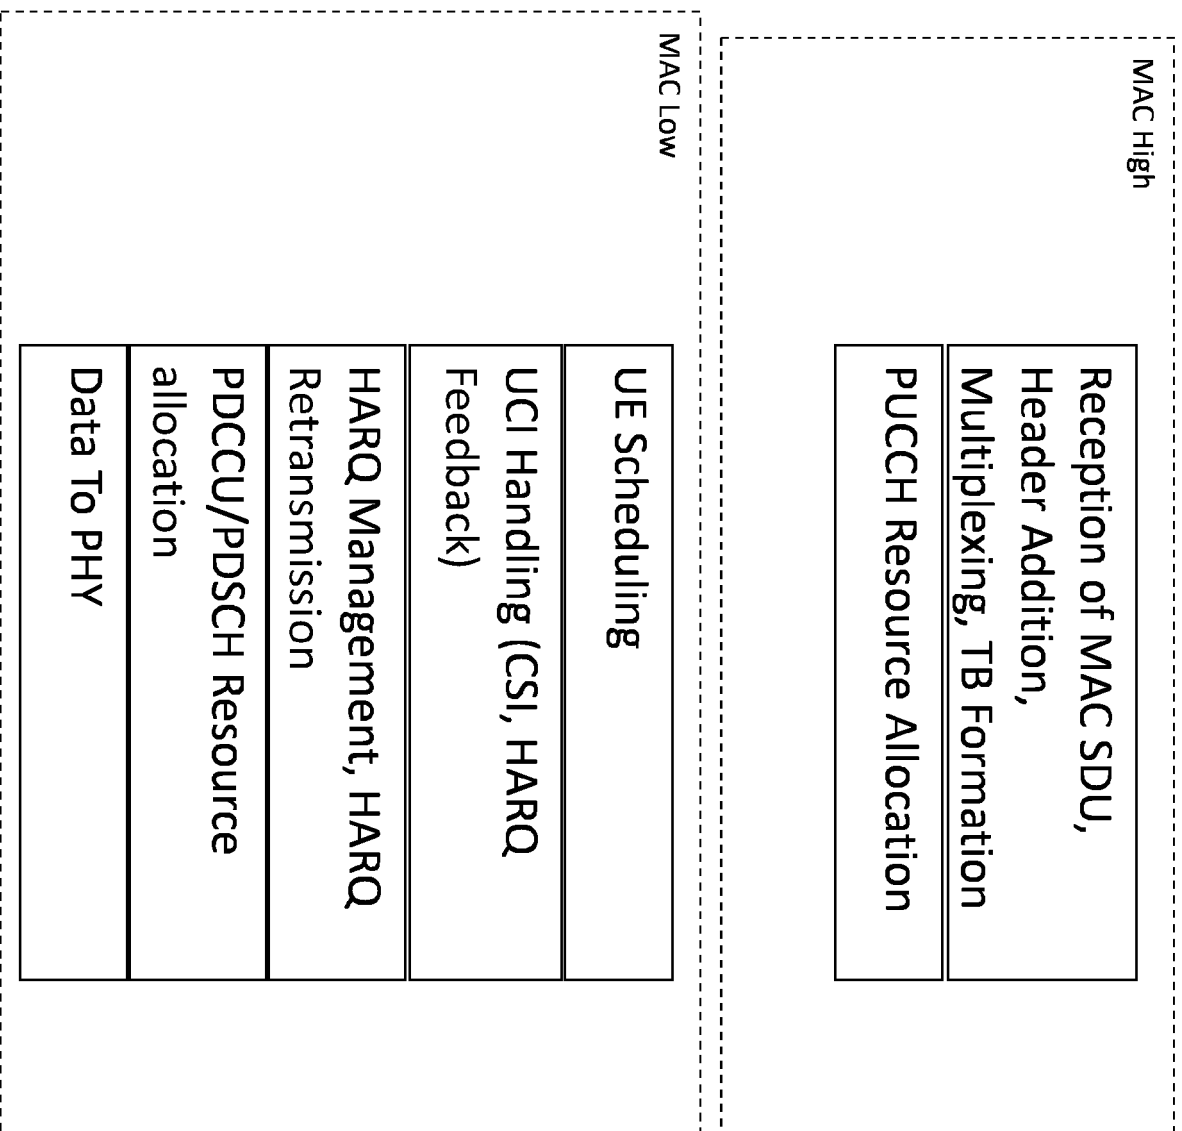 MAC High
Reception of MAC SDU,
Header Addition,
Multiplexing, TB Formation
PUCCH Resource Allocation
MAC Low
UE Scheduling
UCI Handling (CSI, HARQ
Feedback)
HARQ Management, HARQ
Retransmission
PDCCU/PDSCH Resource
allocation
Data To PHY